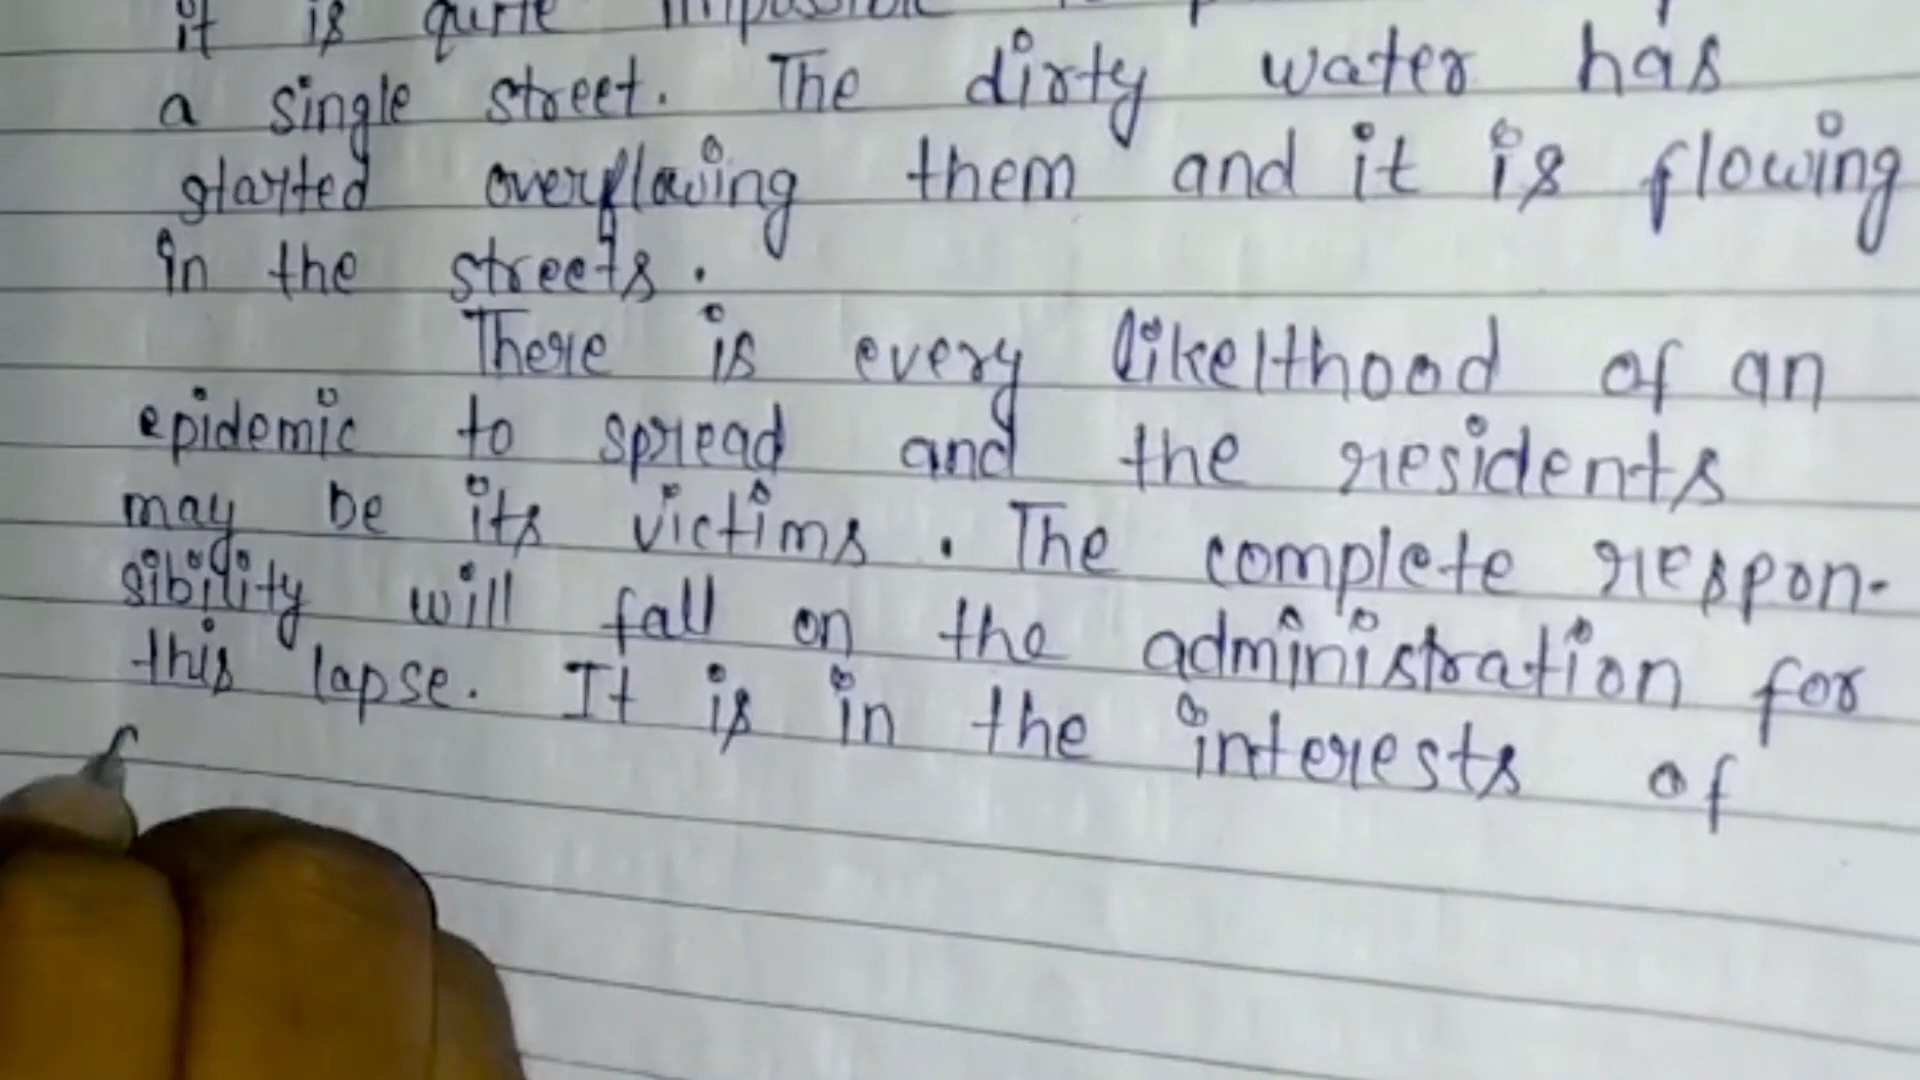 it is quite impossible
a single street. The dirty water has
started overflowing them and it is flowing
in the streets.
There is every likelthood of an
epidemic to spread and the residents
may be its victims. The complete respon-
sibility will fall on the administration for
this lapse. It is in the interests of